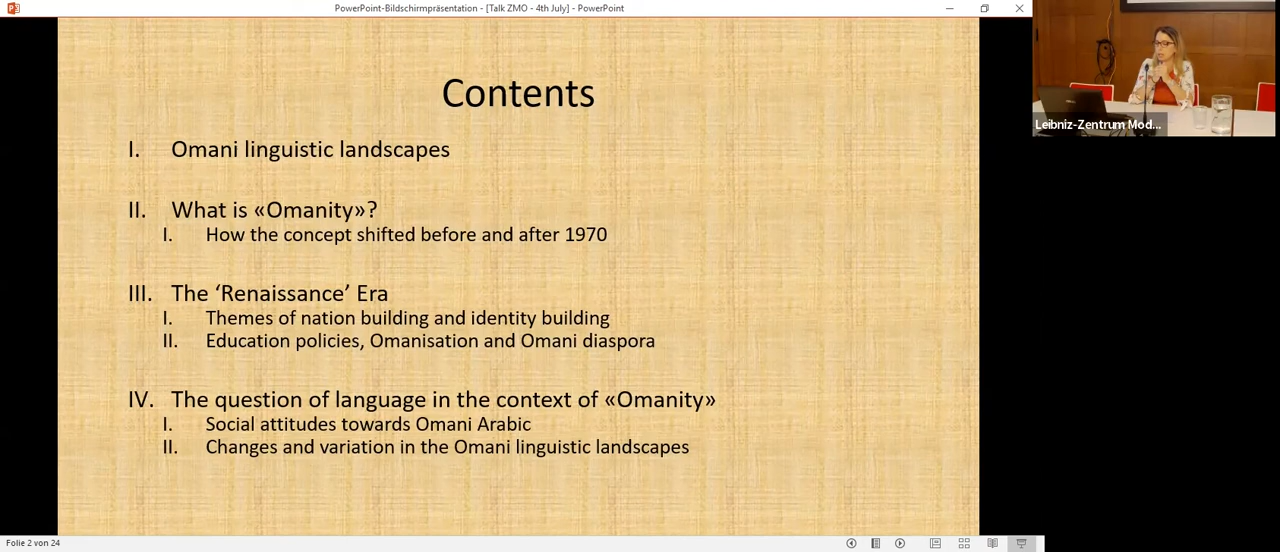 PowerPoint-Bildschirmpräsentation - [Talk ZMO - 4th July] - PowerPoint
Contents
I. Omani linguistic landscapes
II. What is «Omanity»?
I. How the concept shifted before and after 1970
III. The ‘Renaissance’ Era
I. Themes of nation building and identity building
II. Education policies, Omanisation and Omani diaspora
IV. The question of language in the context of «Omanity»
I. Social attitudes towards Omani Arabic
II. Changes and variation in the Omani linguistic landscapes
Leibniz-Zentrum Mod...
Folie 2 von 24